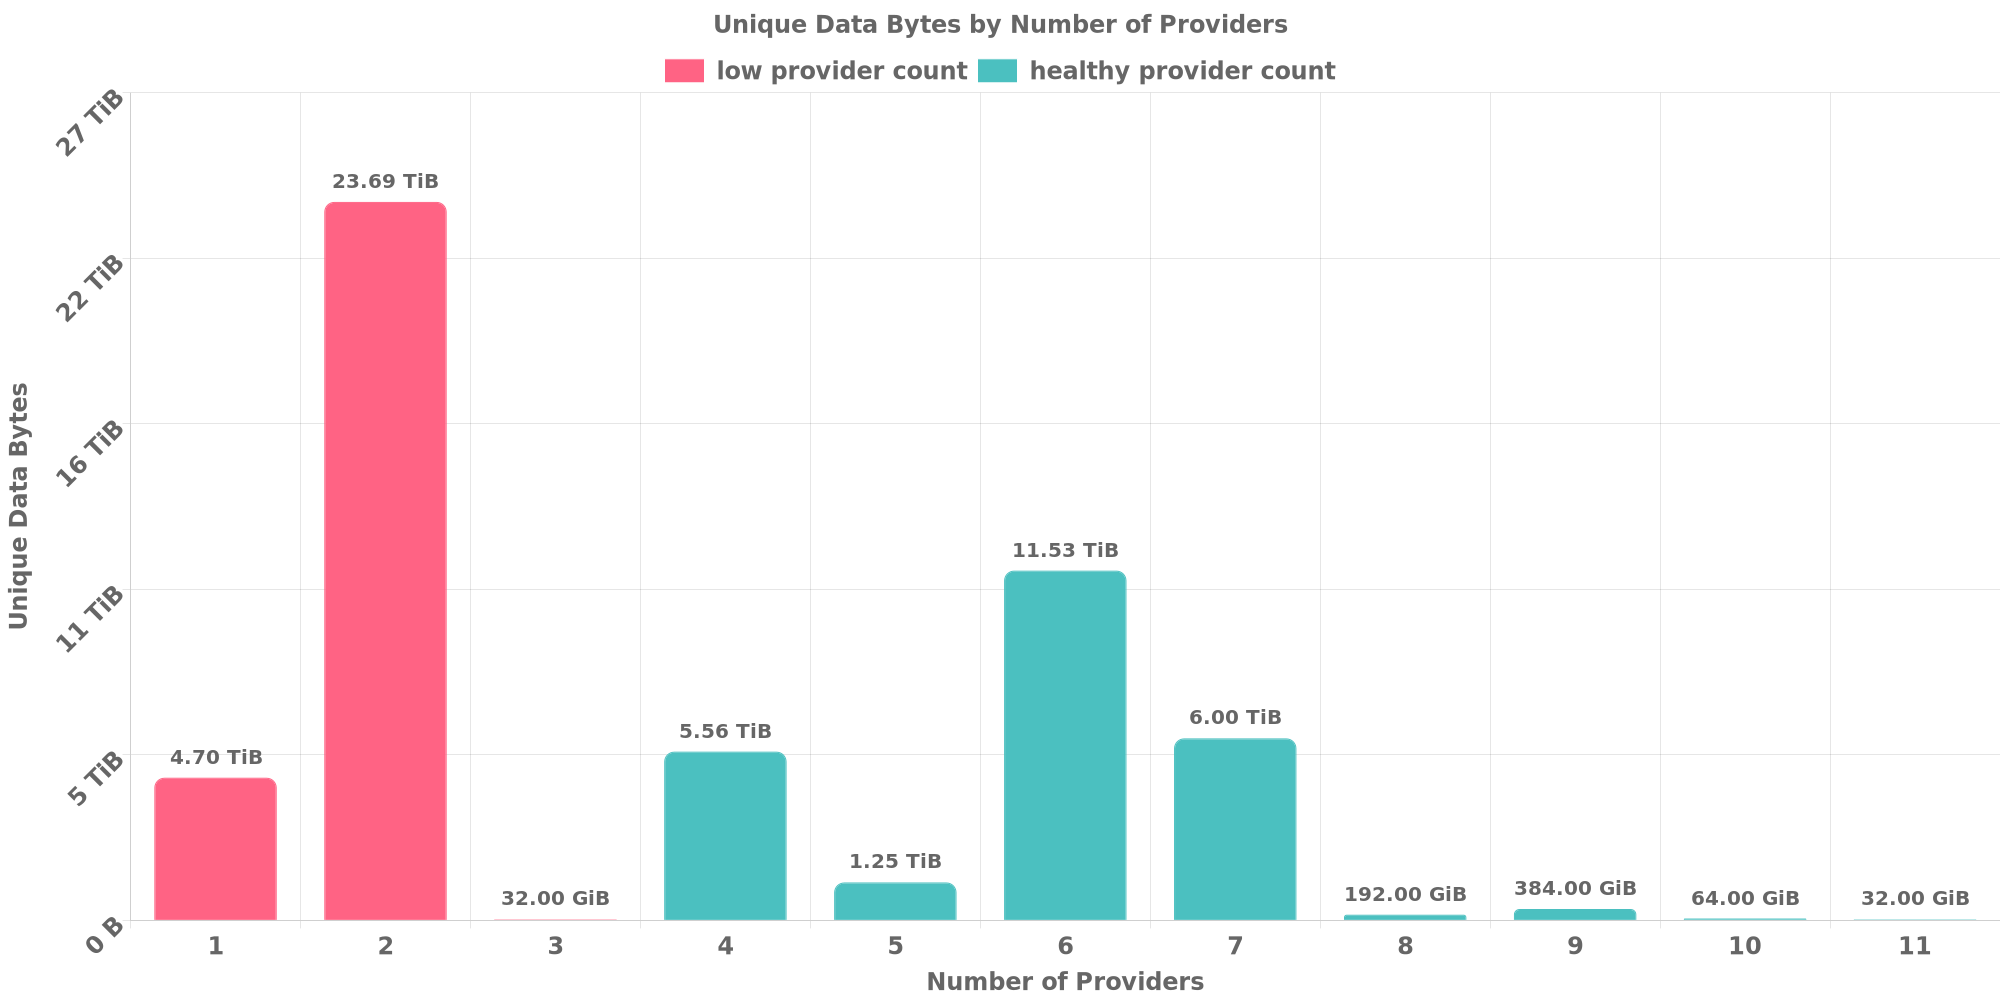 Unique Data Bytes by Number of Providers
low provider count healthy provider count
27 TiB
22 TiB
16 TiB
11 TiB
5 TiB
0 B
Unique Data Bytes
4.70 TiB
23.69 TiB
32.00 GiB
5.56 TiB
1.25 TiB
11.53 TiB
6.00 TiB
192.00 GiB
384.00 GiB
64.00 GiB
32.00 GiB
1 2 3 4 5 6 7 8 9 10 11
Number of Providers